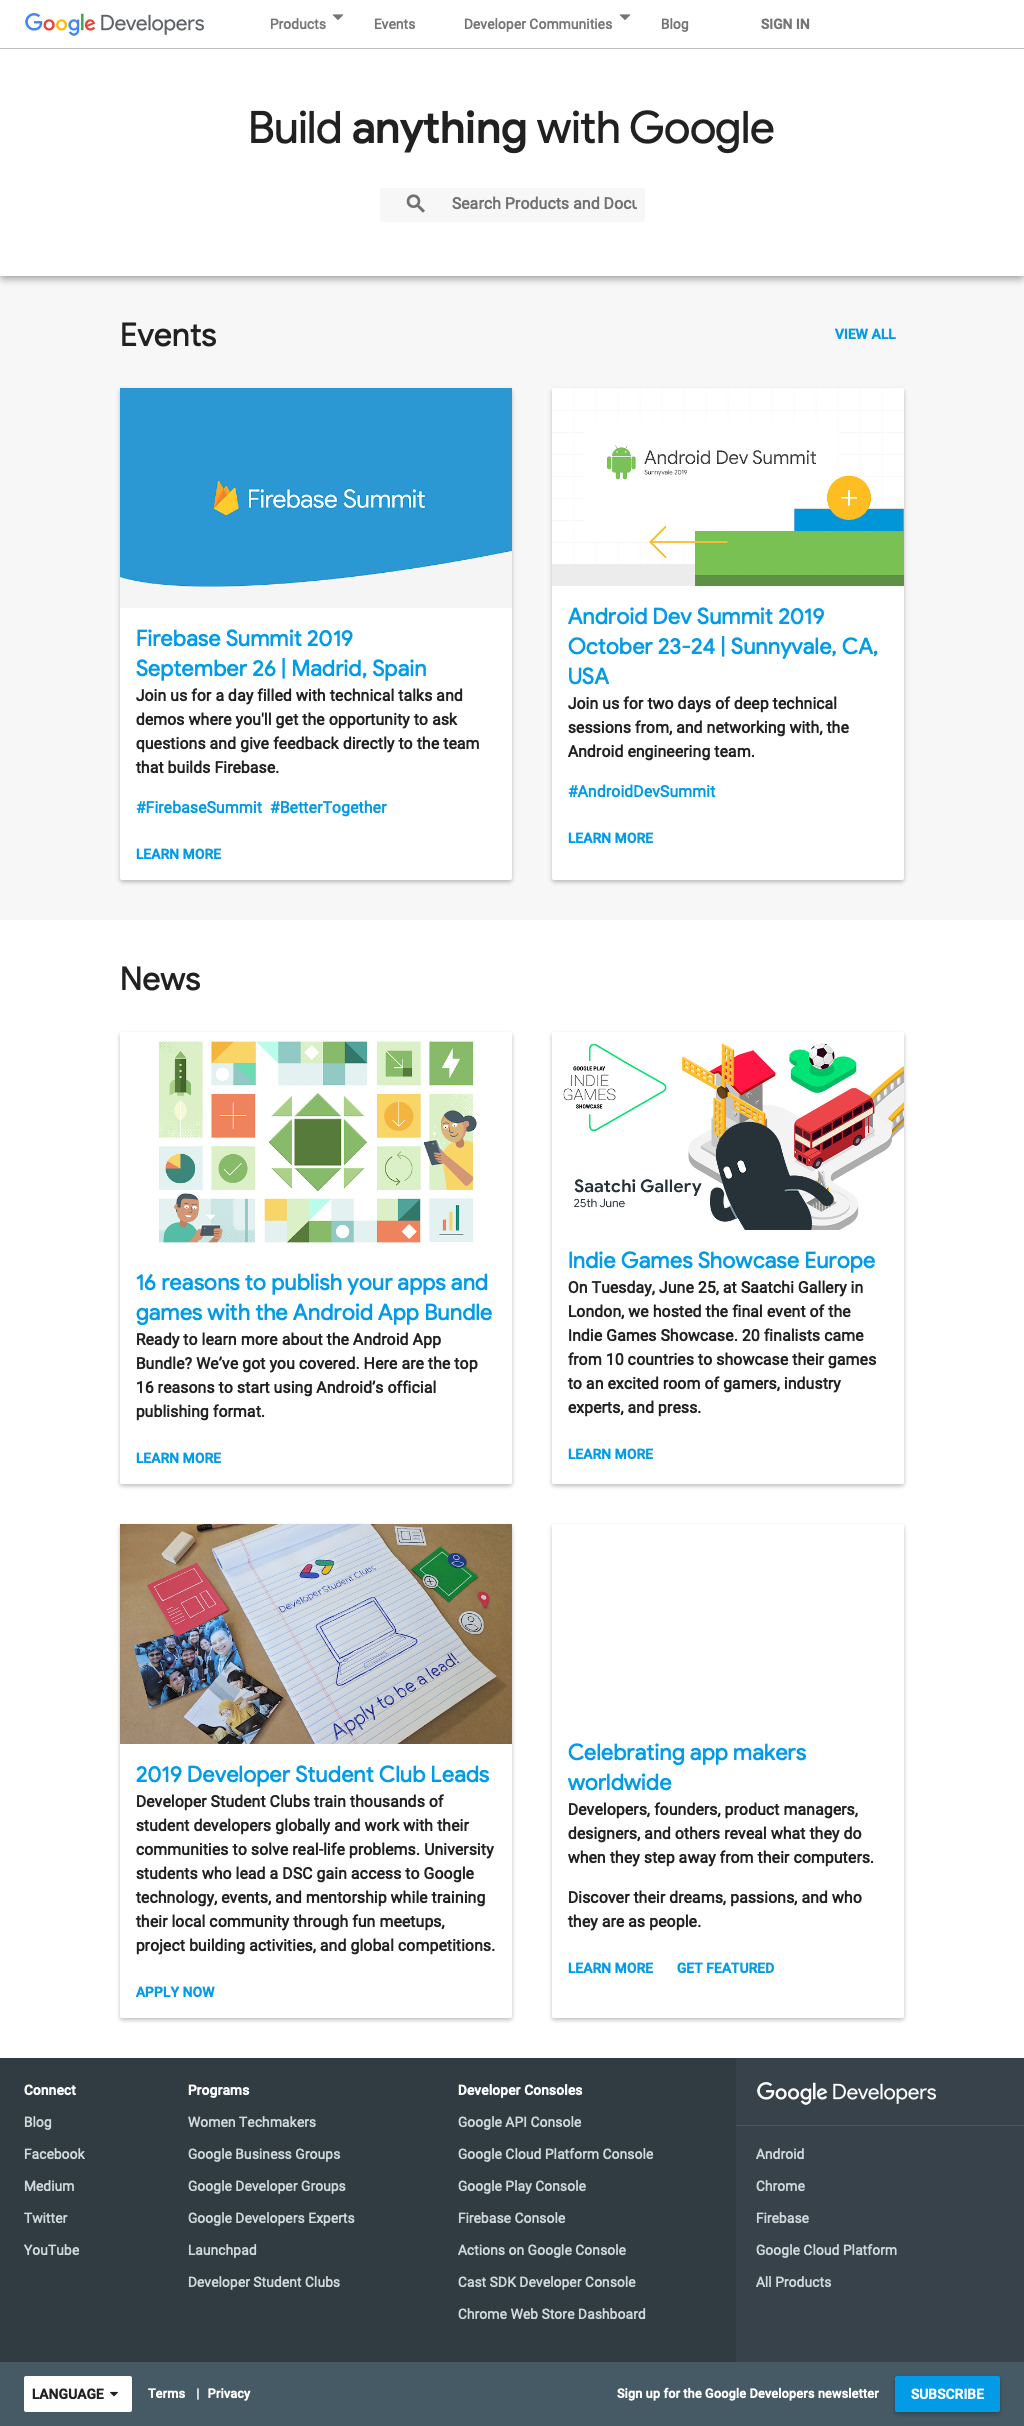 Google Developers
Products
Events
Developer Communities
Blog
SIGN IN
Build anything with Google
Search Products and Docu
Events
VIEW ALL
Firebase Summit
Firebase Summit 2019
September 26 | Madrid, Spain
Join us for a day filled with technical talks and
demos where you'll get the opportunity to ask
questions and give feedback directly to the team
that builds Firebase.
#FirebaseSummit #BetterTogether
LEARN MORE
Android Dev Summit
Sunnyvale 2019
Android Dev Summit 2019
October 23-24 | Sunnyvale, CA,
USA
Join us for two days of deep technical
sessions from, and networking with, the
Android engineering team.
#AndroidDevSummit
LEARN MORE
News
16 reasons to publish your apps and
games with the Android App Bundle
Ready to learn more about the Android App
Bundle? We’ve got you covered. Here are the top
16 reasons to start using Android’s official
publishing format.
LEARN MORE
GOOGLE PLAY
INDIE
GAMES
SHOWCASE
Saatchi Gallery
25th June
Indie Games Showcase Europe
On Tuesday, June 25, at Saatchi Gallery in
London, we hosted the final event of the
Indie Games Showcase. 20 finalists came
from 10 countries to showcase their games
to an excited room of gamers, industry
experts, and press.
LEARN MORE
Developer Student Clubs
Apply to be a lead!
2019 Developer Student Club Leads
Developer Student Clubs train thousands of
student developers globally and work with their
communities to solve real-life problems. University
students who lead a DSC gain access to Google
technology, events, and mentorship while training
their local community through fun meetups,
project building activities, and global competitions.
APPLY NOW
Celebrating app makers
worldwide
Developers, founders, product managers,
designers, and others reveal what they do
when they step away from their computers.
Discover their dreams, passions, and who
they are as people.
LEARN MORE GET FEATURED
Connect
Blog
Facebook
Medium
Twitter
YouTube
Programs
Women Techmakers
Google Business Groups
Google Developer Groups
Google Developers Experts
Launchpad
Developer Student Clubs
Developer Consoles
Google API Console
Google Cloud Platform Console
Google Play Console
Firebase Console
Actions on Google Console
Cast SDK Developer Console
Chrome Web Store Dashboard
Google Developers
Android
Chrome
Firebase
Google Cloud Platform
All Products
LANGUAGE
Terms | Privacy
Sign up for the Google Developers newsletter
SUBSCRIBE